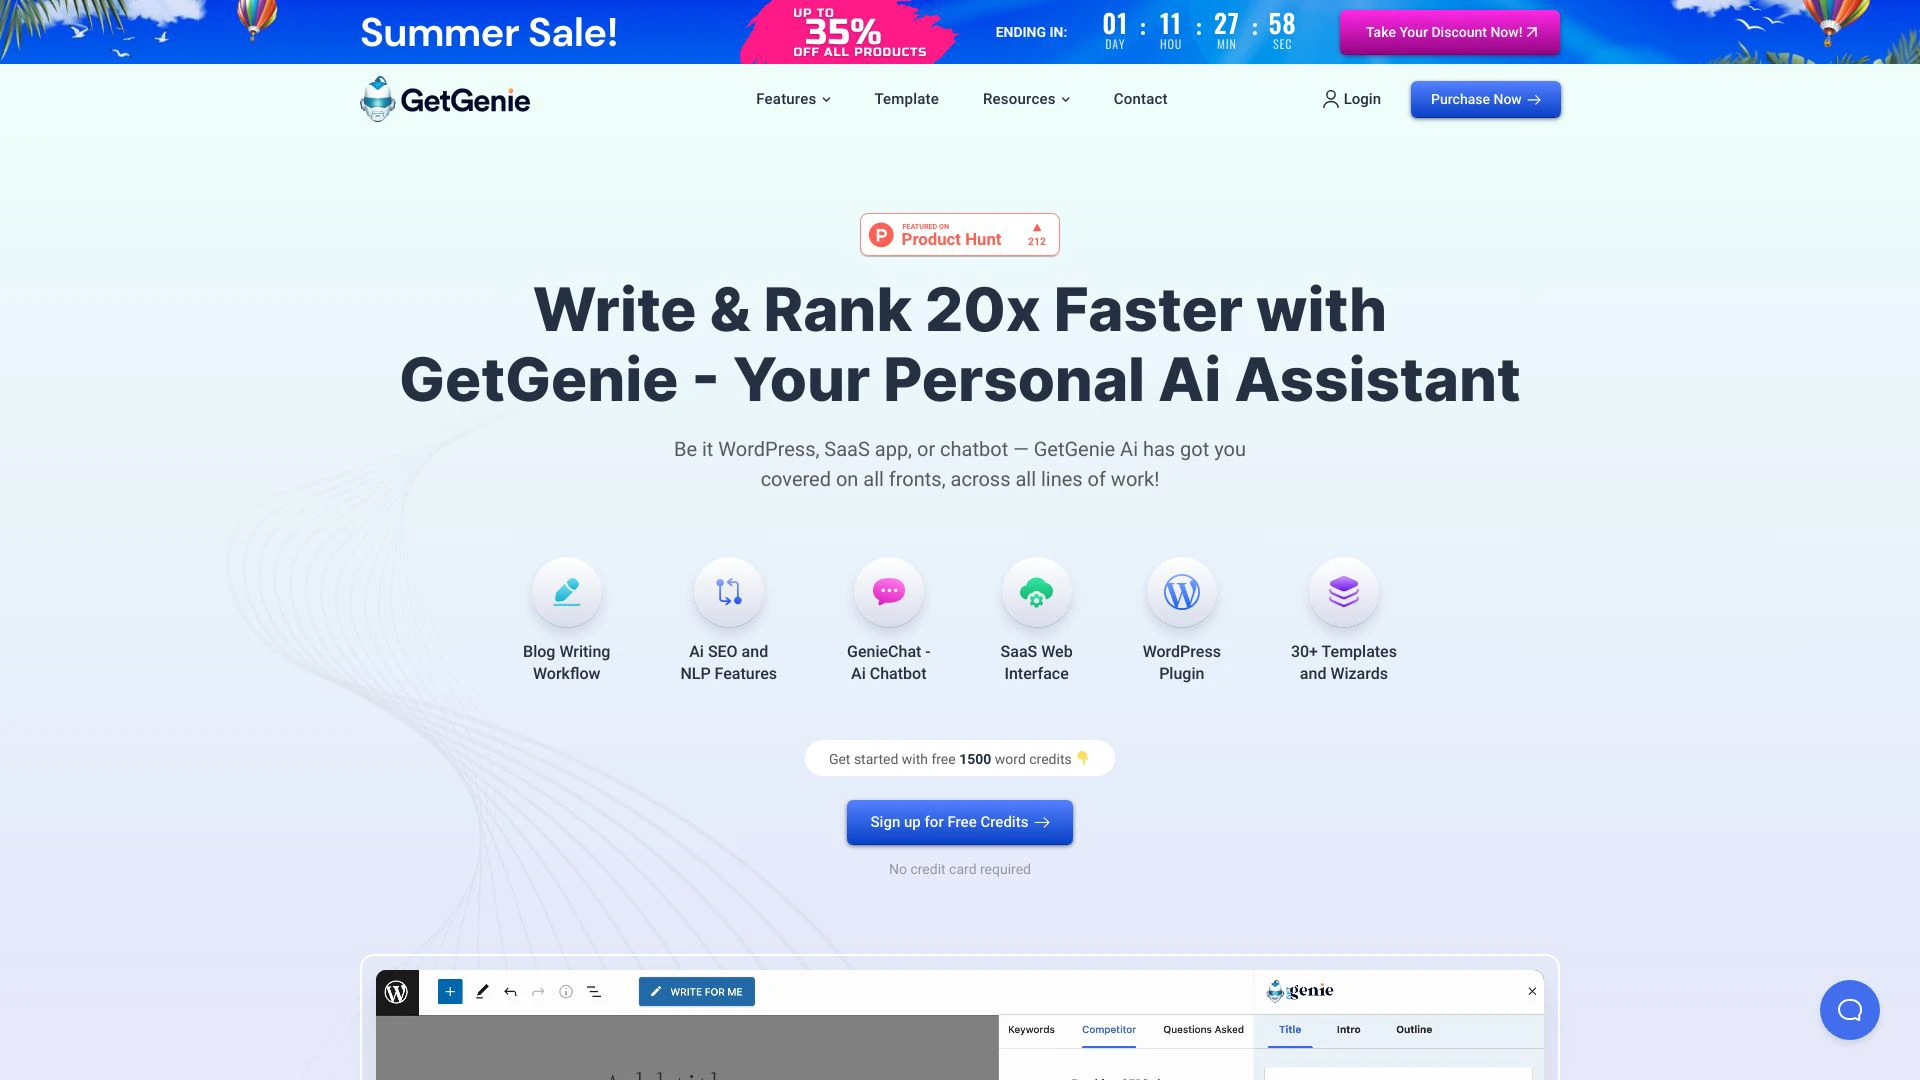 Summer Sale!
UP TO
35%
OFF ALL PRODUCTS
ENDING IN:
01 : 11 : 27 : 58
DAY HOU MIN SEC
Take Your Discount Now!
GetGenie
Features
Template
Resources
Contact
Login
Purchase Now
FEATURED ON
Product Hunt
212
Write & Rank 20x Faster with
GetGenie - Your Personal Ai Assistant
Be it WordPress, SaaS app, or chatbot — GetGenie Ai has got you
covered on all fronts, across all lines of work!
Blog Writing
Workflow
Ai SEO and
NLP Features
GenieChat -
Ai Chatbot
SaaS Web
Interface
WordPress
Plugin
30+ Templates
and Wizards
Get started with free 1500 word credits 👇
Sign up for Free Credits
No credit card required
WRITE FOR ME
genie
Keywords
Competitor
Questions Asked
Title
Intro
Outline